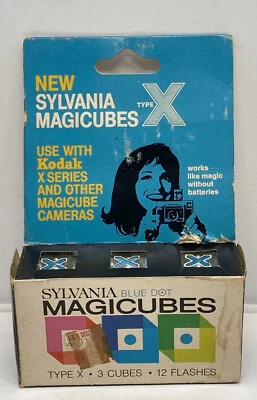 NEW
SYLVANIA
MAGICUBES TYPE X
USE WITH
Kodak
X SERIES
AND OTHER
MAGICUBE
CAMERAS
works
like magic
without
batteries
X X X
SYLVANIA BLUE DOT
MAGICUBES
TYPE X • 3 CUBES • 12 FLASHES